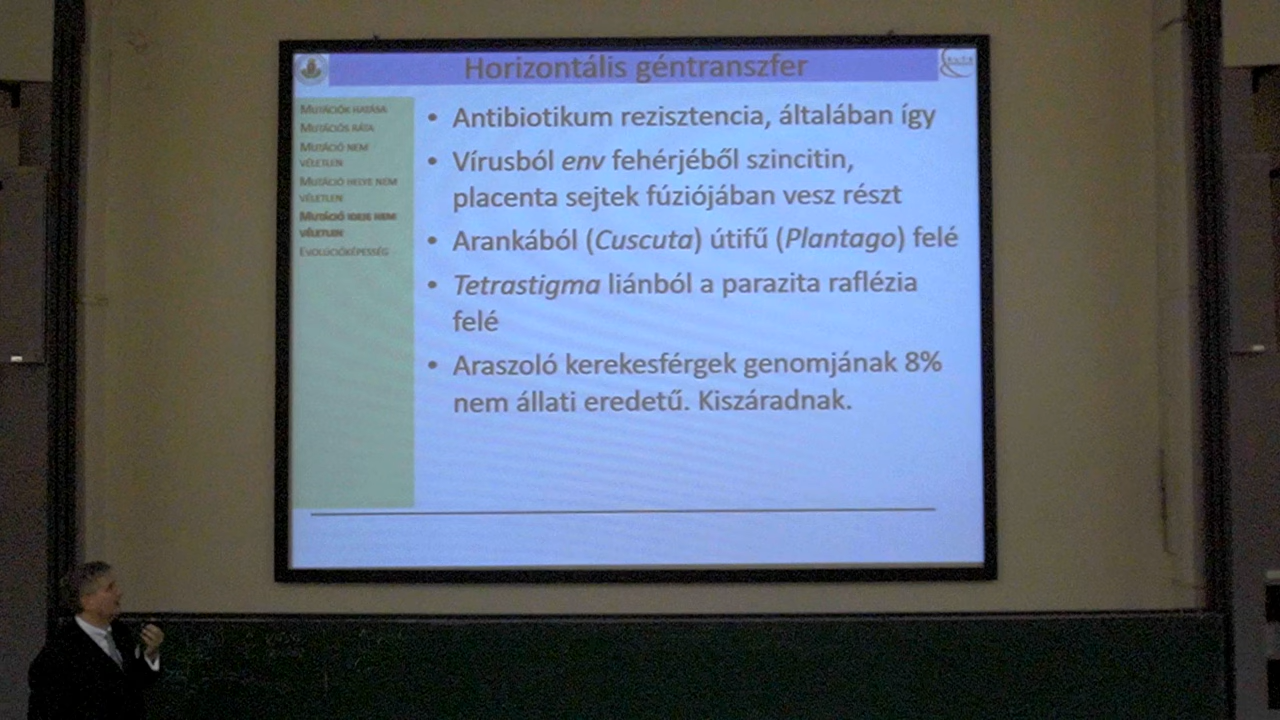 Horizontális géntranszfer
MUTÁCIÓK HATÁSA
MUTÁCIÓS RÁTA
MUTÁCIÓ NEM
VÉLETLEN
MUTÁCIÓ HELYE NEM
VÉLETLEN
MUTÁCIÓ IDEJE NEM
VÉLETLEN
EVOLÚCIÓKÉPESSÉG
• Antibiotikum rezisztencia, általában így
• Vírusból env fehérjéből szincitin,
placenta sejtek fúziójában vesz részt
• Arankából (Cuscuta) útifű (Plantago) felé
• Tetrastigma liánból a parazita raflézia
felé
• Araszoló kerekesférgek genomjának 8%
nem állati eredetű. Kiszáradnak.